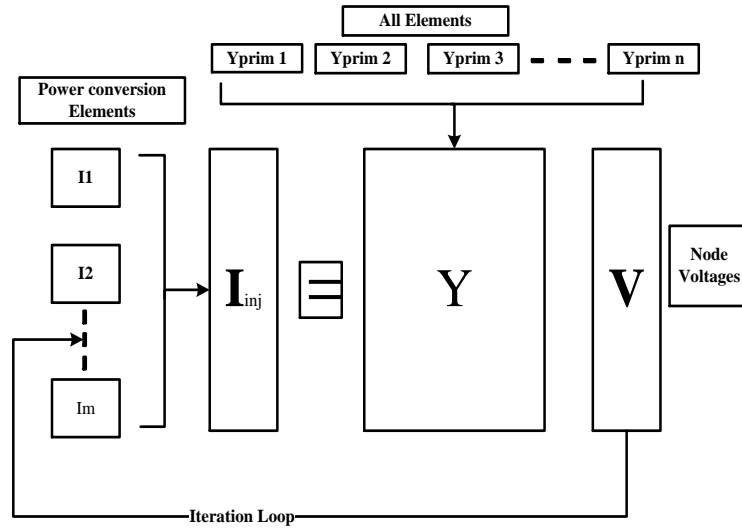 All Elements
Yprim 1 Yprim 2 Yprim 3 Yprim n
Power conversion
Elements
I1
I2
Im
Iinj = Y V
Node
Voltages
Iteration Loop